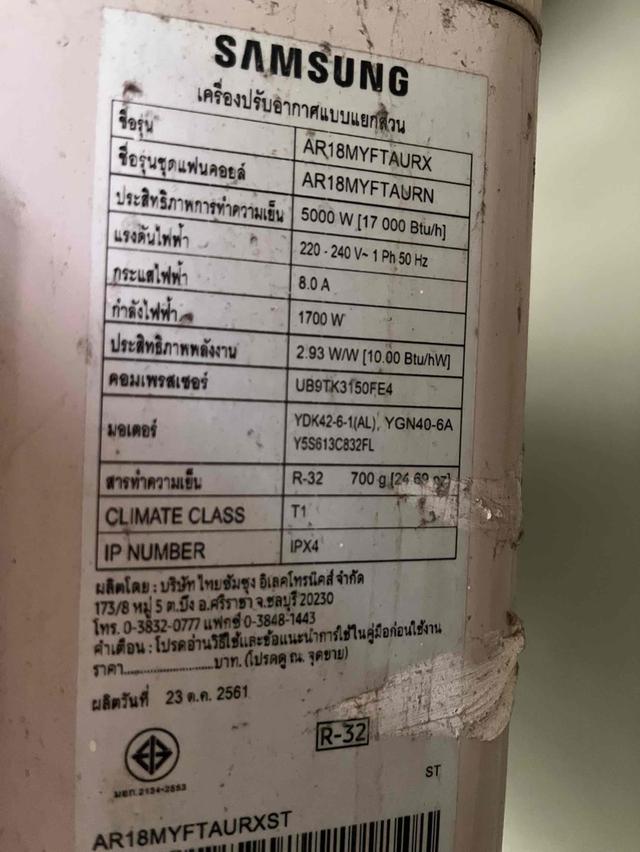 SAMSUNG
เครื่องปรับอากาศแบบแยกส่วน
ชื่อรุ่น AR18MYFTAURX
ชื่อรุ่นชุดแฟนคอยล์ AR18MYFTAURN
ประสิทธิภาพการทำความเย็น 5000 W [17 000 Btu/h]
แรงดันไฟฟ้า 220 - 240 V~ 1 Ph 50 Hz
กระแสไฟฟ้า 8.0 A
กำลังไฟฟ้า 1700 W
ประสิทธิภาพพลังงาน 2.93 W/W [10.00 Btu/hW]
คอมเพรสเซอร์ UB9TK3150FE4
มอเตอร์ YDK42-6-1(AL), YGN40-6A
Y5S613C832FL
สารทำความเย็น R-32 700 g [24.69 oz]
CLIMATE CLASS T1
IP NUMBER IPX4
ผลิตโดย : บริษัท ไทยซัมซุง อิเลคโทรนิคส์ จำกัด
173/8 หมู่ 5 ต.บึง อ.ศรีราชา จ.ชลบุรี 20230
โทร. 0-3832-0777 แฟกซ์ 0-3848-1443
คำเตือน : โปรดอ่านวิธีใช้และข้อแนะนำการใช้ในคู่มือก่อนใช้งาน
ราคา........................บาท. (โปรดดู ณ. จุดขาย)
ผลิตวันที่ 23 ต.ค. 2561
R-32
มอก.2134-2553
ST
AR18MYFTAURXST